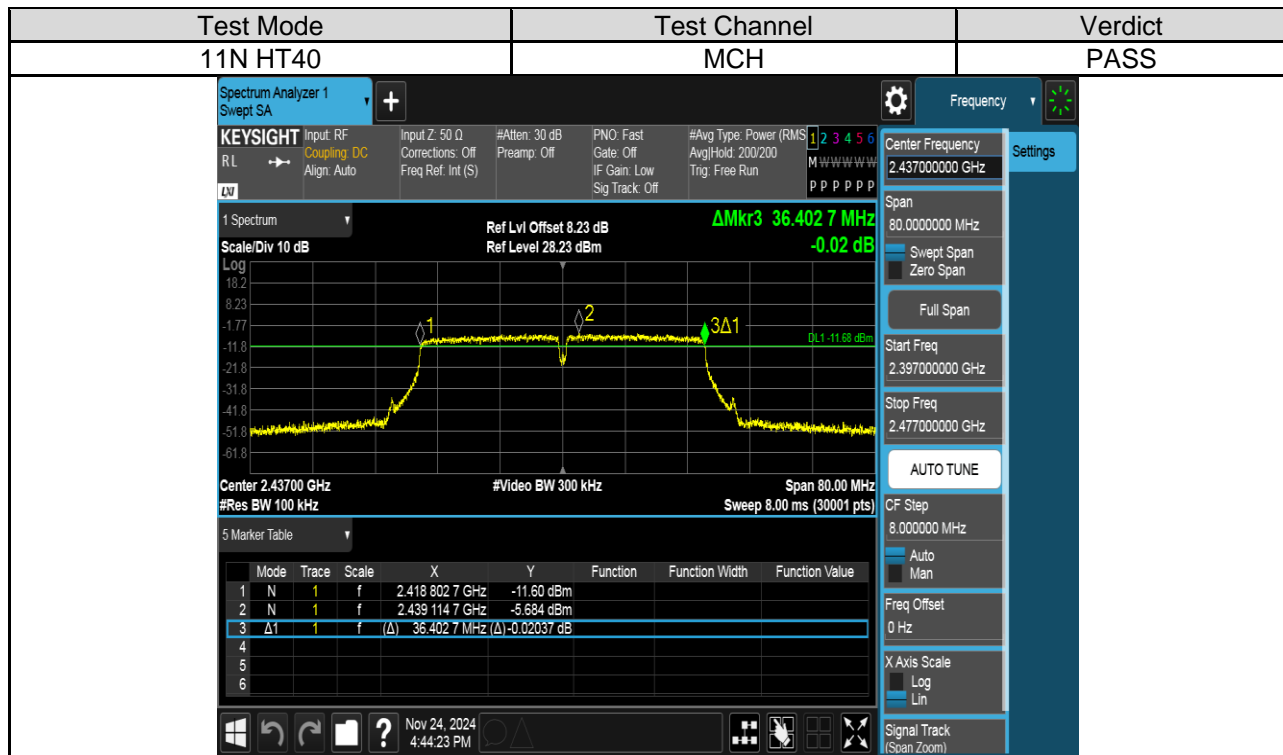 Test Mode Test Channel Verdict
11N HT40 MCH PASS
Spectrum Analyzer 1
Swept SA
+
Frequency
KEYSIGHT Input: RF Input Z: 50 Ω #Atten: 30 dB PNO: Fast #Avg Type: Power (RMS 1 2 3 4 5 6
RL Coupling: DC Corrections: Off Preamp: Off Gate: Off Avg|Hold: 200/200 M W W W W W
Align: Auto Freq Ref: Int (S) IF Gain: Low Trig: Free Run
LXI Sig Track: Off P P P P P P
1 Spectrum
Ref Lvl Offset 8.23 dB
ΔMkr3 36.402 7 MHz
Scale/Div 10 dB
Ref Level 28.23 dBm
-0.02 dB
Log
18.2
8.23
-1.77
-11.8
-21.8
-31.8
-41.8
-51.8
-61.8
1
2
3Δ1
DL1 -11.68 dBm
Center 2.43700 GHz #Video BW 300 kHz Span 80.00 MHz
#Res BW 100 kHz Sweep 8.00 ms (30001 pts)
5 Marker Table
Mode Trace Scale X Y Function Function Width Function Value
1 N 1 f 2.418 802 7 GHz -11.60 dBm
2 N 1 f 2.439 114 7 GHz -5.684 dBm
3 Δ1 1 f (Δ) 36.402 7 MHz (Δ) -0.02037 dB
4
5
6
?
Nov 24, 2024
4:44:23 PM
Center Frequency
2.437000000 GHz
Settings
Span
80.0000000 MHz
Swept Span
Zero Span
Full Span
Start Freq
2.397000000 GHz
Stop Freq
2.477000000 GHz
AUTO TUNE
CF Step
8.000000 MHz
Auto
Man
Freq Offset
0 Hz
X Axis Scale
Log
Lin
Signal Track
(Span Zoom)